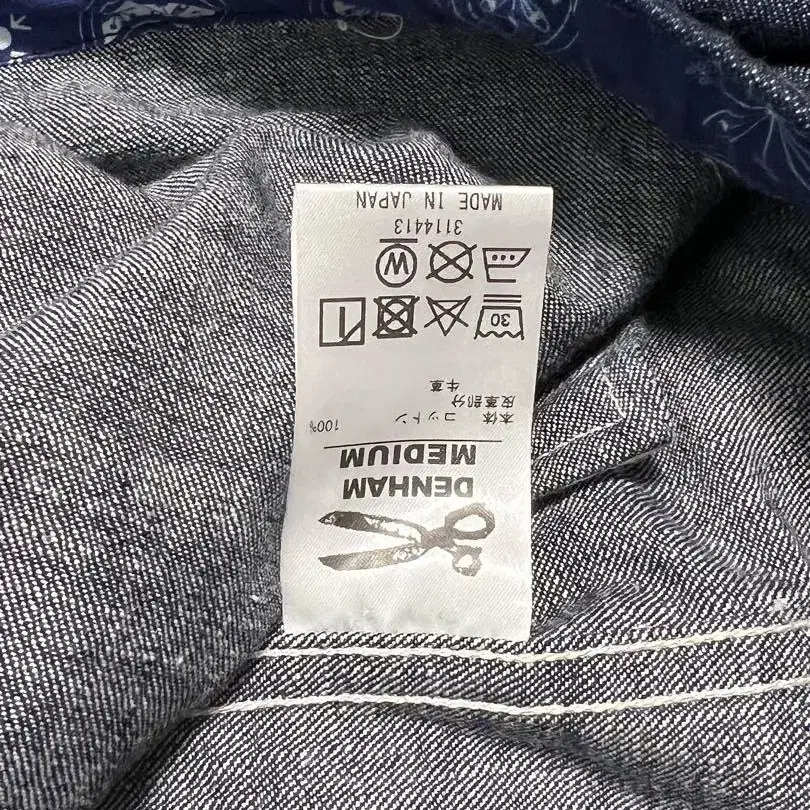 DENHAM
MEDIUM
本体 コットン 100%
皮革部分
牛革
30
W
3114413
MADE IN JAPAN